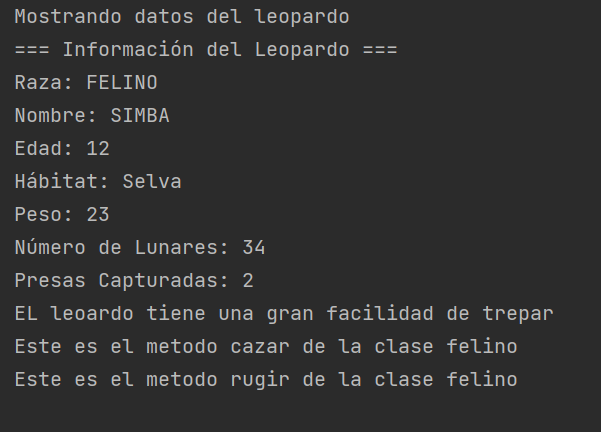 Mostrando datos del leopardo
=== Información del Leopardo ===
Raza: FELINO
Nombre: SIMBA
Edad: 12
Hábitat: Selva
Peso: 23
Número de Lunares: 34
Presas Capturadas: 2
EL leoardo tiene una gran facilidad de trepar
Este es el metodo cazar de la clase felino
Este es el metodo rugir de la clase felino